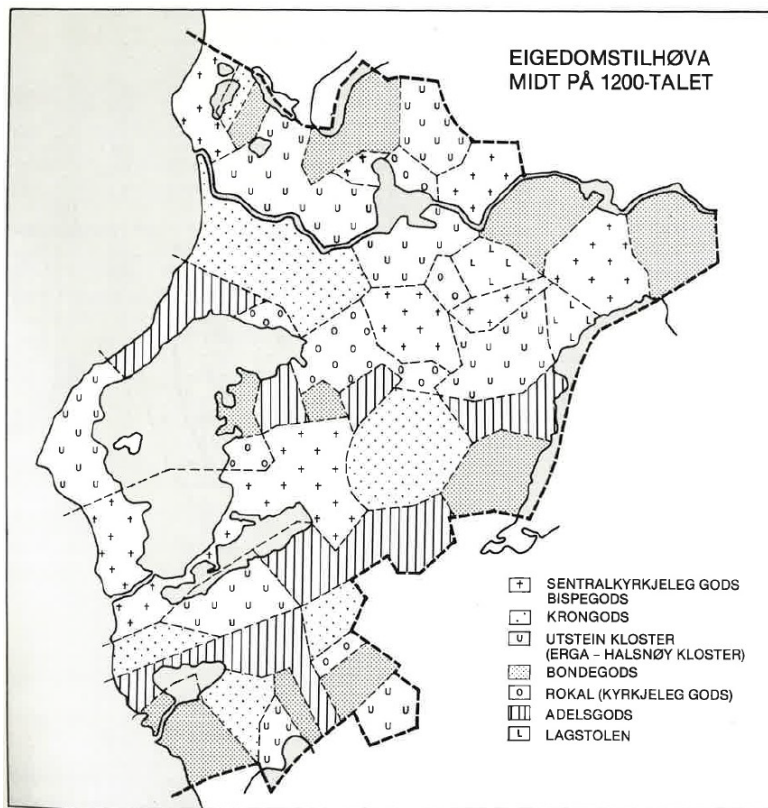 EIGEDOMSTILHØVA
MIDT PÅ 1200-TALET
SENTRALKYRKJELEG GODS
BISPEGODS
KRONGODS
UTSTEIN KLOSTER
(ERGA – HALSNØY KLOSTER)
BONDEGODS
ROKAL (KYRKJELEG GODS)
ADELSGODS
LAGSTOLEN